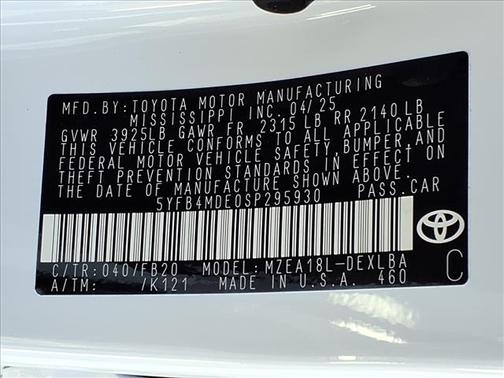 MFD.BY:TOYOTA MOTOR MANUFACTURING
MISSISSIPPI INC. 04/25
GVWR 3925LB GAWR FR 2315LB RR 2140LB
THIS VEHICLE CONFORMS TO ALL APPLICABLE
FEDERAL MOTOR VEHICLE SAFETY,BUMPER,AND
THEFT PREVENTION STANDARDS IN EFFECT
ON THE DATE OF MANUFACTURE SHOWN ABOVE.
5YFB4MDE0SP295930 PASS.CAR
C/TR:040/FB20 MODEL:MZEA18L-DEXLBA
A/TM: /K121 MADE IN U.S.A. 460
C